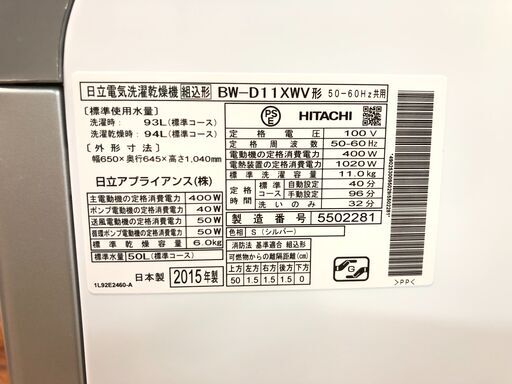 日立電気洗濯乾燥機 組込形 BW-D11XWV形 50-60Hz共用
[標準使用水量]
洗濯時: 93L(標準コース)
洗濯乾燥時: 94L(標準コース)
[外形寸法]
幅650×奥行645×高さ1,040mm
日立アプライアンス(株)
主電動機の定格消費電力 400W
ポンプ電動機の定格消費電力 40W
送風電動機の定格消費電力 50W
循環ポンプ電動機の定格消費電力 50W
標準乾燥容量 6.0kg
標準水量50L(標準コース)
日本製 2015年製
1L92E2460-A
PSE HITACHI
定格電圧 100V
定格周波数 50-60Hz
電動機の定格消費電力 400W
電熱装置の定格消費電力 1020W
標準洗濯容量 11.0kg
定格時間 標準コース 自動設定 40分
手動設定 96分
洗いのみ 32分
製造番号 5502281
色相 S(シルバー)
消防法 基準適合 組込形
可燃物からの離隔距離(cm)
上方 左方 右方 前方 後方 下方
50 1.5 1.5 50 1.5 0
G
>PP<